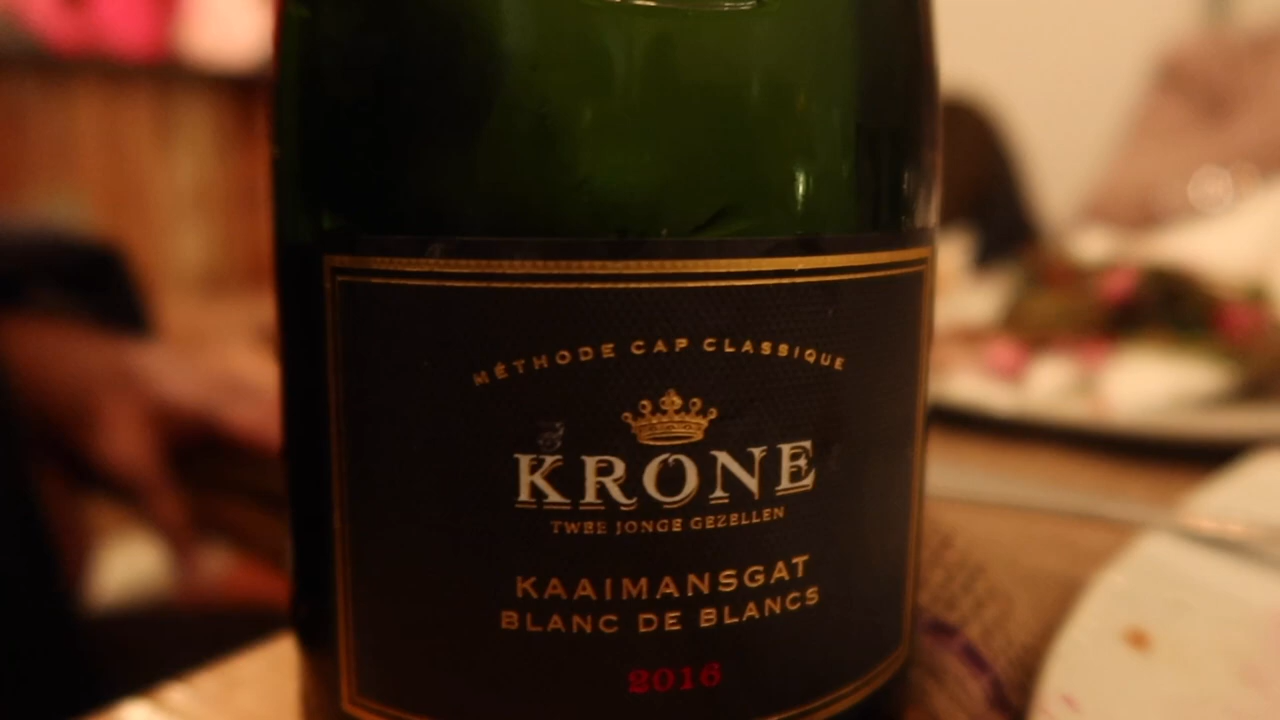 MÉTHODE CAP CLASSIQUE
KRONE
TWEE JONGE GEZELLEN
KAAIMANSGAT
BLANC DE BLANCS
2016